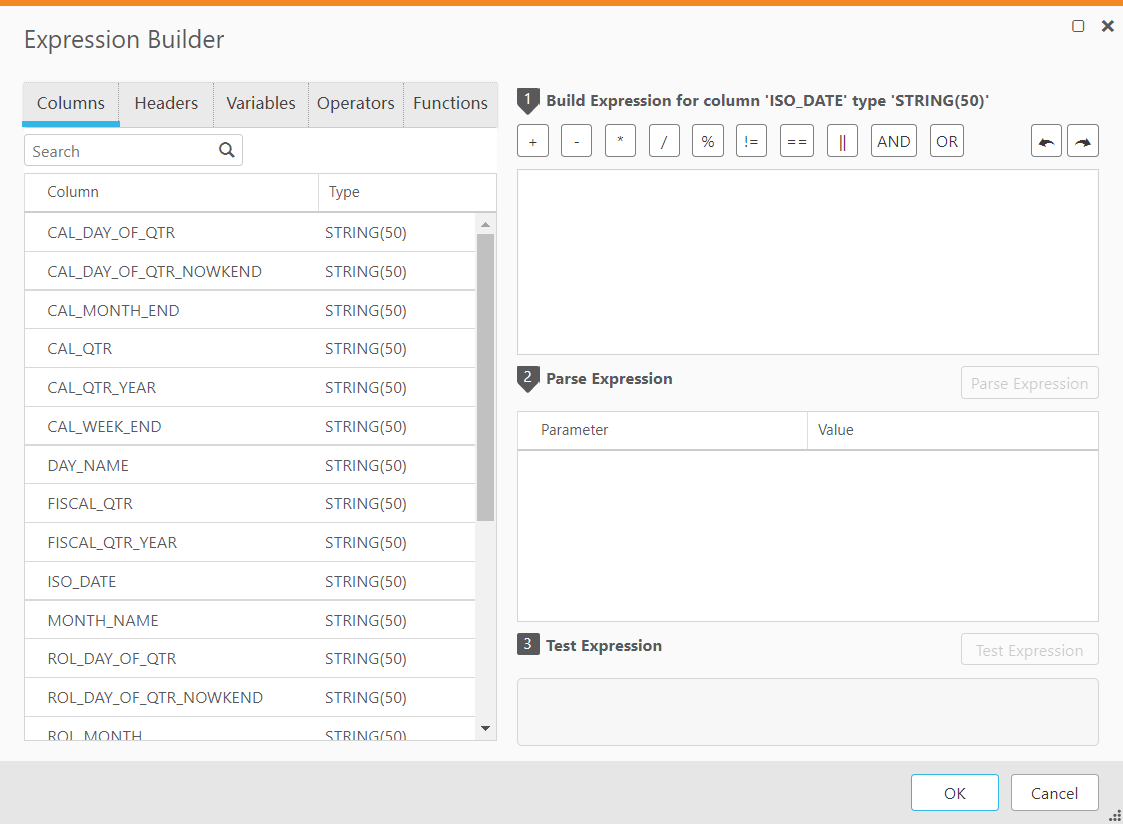 Expression Builder
Columns Headers Variables Operators Functions
Search
Column Type
CAL_DAY_OF_QTR STRING(50)
CAL_DAY_OF_QTR_NOWKEND STRING(50)
CAL_MONTH_END STRING(50)
CAL_QTR STRING(50)
CAL_QTR_YEAR STRING(50)
CAL_WEEK_END STRING(50)
DAY_NAME STRING(50)
FISCAL_QTR STRING(50)
FISCAL_QTR_YEAR STRING(50)
ISO_DATE STRING(50)
MONTH_NAME STRING(50)
ROL_DAY_OF_QTR STRING(50)
ROL_DAY_OF_QTR_NOWKEND STRING(50)
ROL_MONTH STRING(50)
1 Build Expression for column 'ISO_DATE' type 'STRING(50)'
+ - * / % != == || AND OR
2 Parse Expression Parse Expression
Parameter Value
3 Test Expression Test Expression
OK Cancel